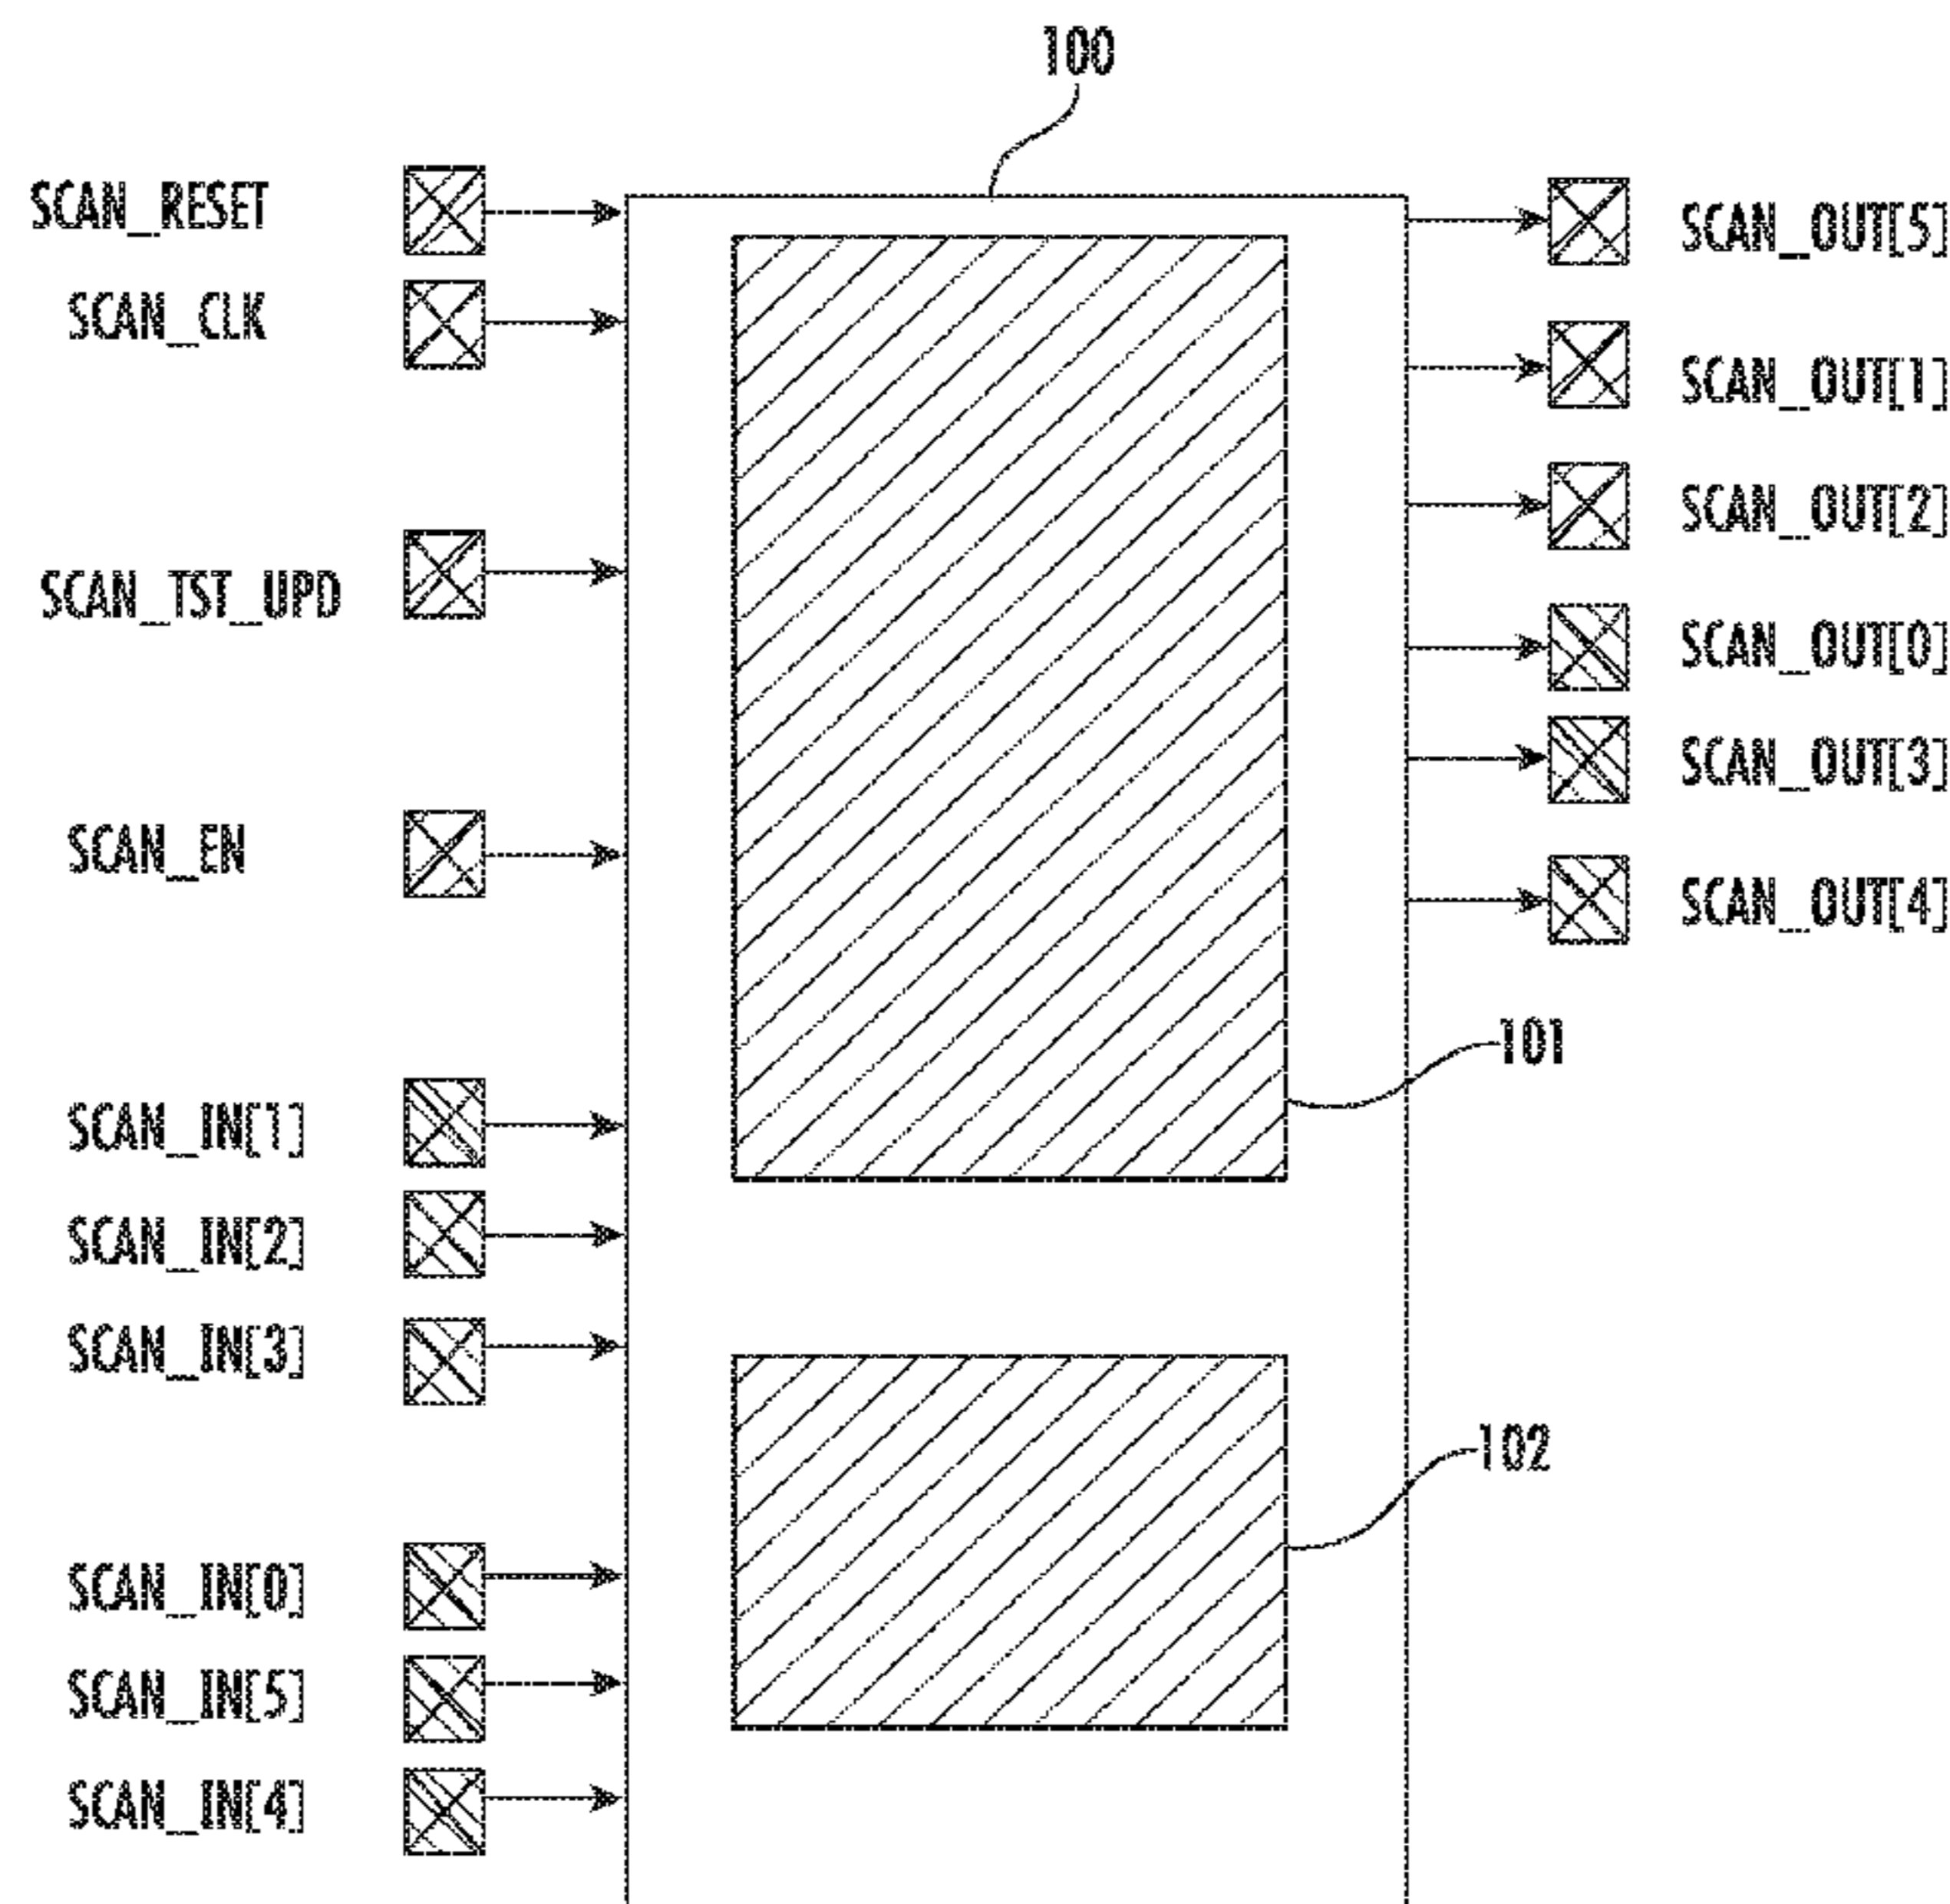 100
SCAN_RESET
SCAN_CLK
SCAN_TST_UPD
SCAN_EN
SCAN_IN[1]
SCAN_IN[2]
SCAN_IN[3]
SCAN_IN[0]
SCAN_IN[5]
SCAN_IN[4]
SCAN_OUT[5]
SCAN_OUT[1]
SCAN_OUT[2]
SCAN_OUT[0]
SCAN_OUT[3]
SCAN_OUT[4]
101
102